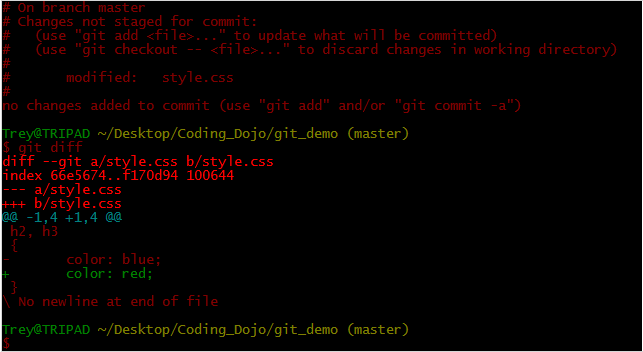 # On branch master
# Changes not staged for commit:
#   (use "git add <file>..." to update what will be committed)
#   (use "git checkout -- <file>..." to discard changes in working directory)
#
#       modified:   style.css
#
no changes added to commit (use "git add" and/or "git commit -a")

Trey@TRIPAD ~/Desktop/Coding_Dojo/git_demo (master)
$ git diff
diff --git a/style.css b/style.css
index 66e5674..f170d94 100644
--- a/style.css
+++ b/style.css
@@ -1,4 +1,4 @@
 h2, h3
 {
-       color: blue;
+       color: red;
 }
\ No newline at end of file

Trey@TRIPAD ~/Desktop/Coding_Dojo/git_demo (master)
$